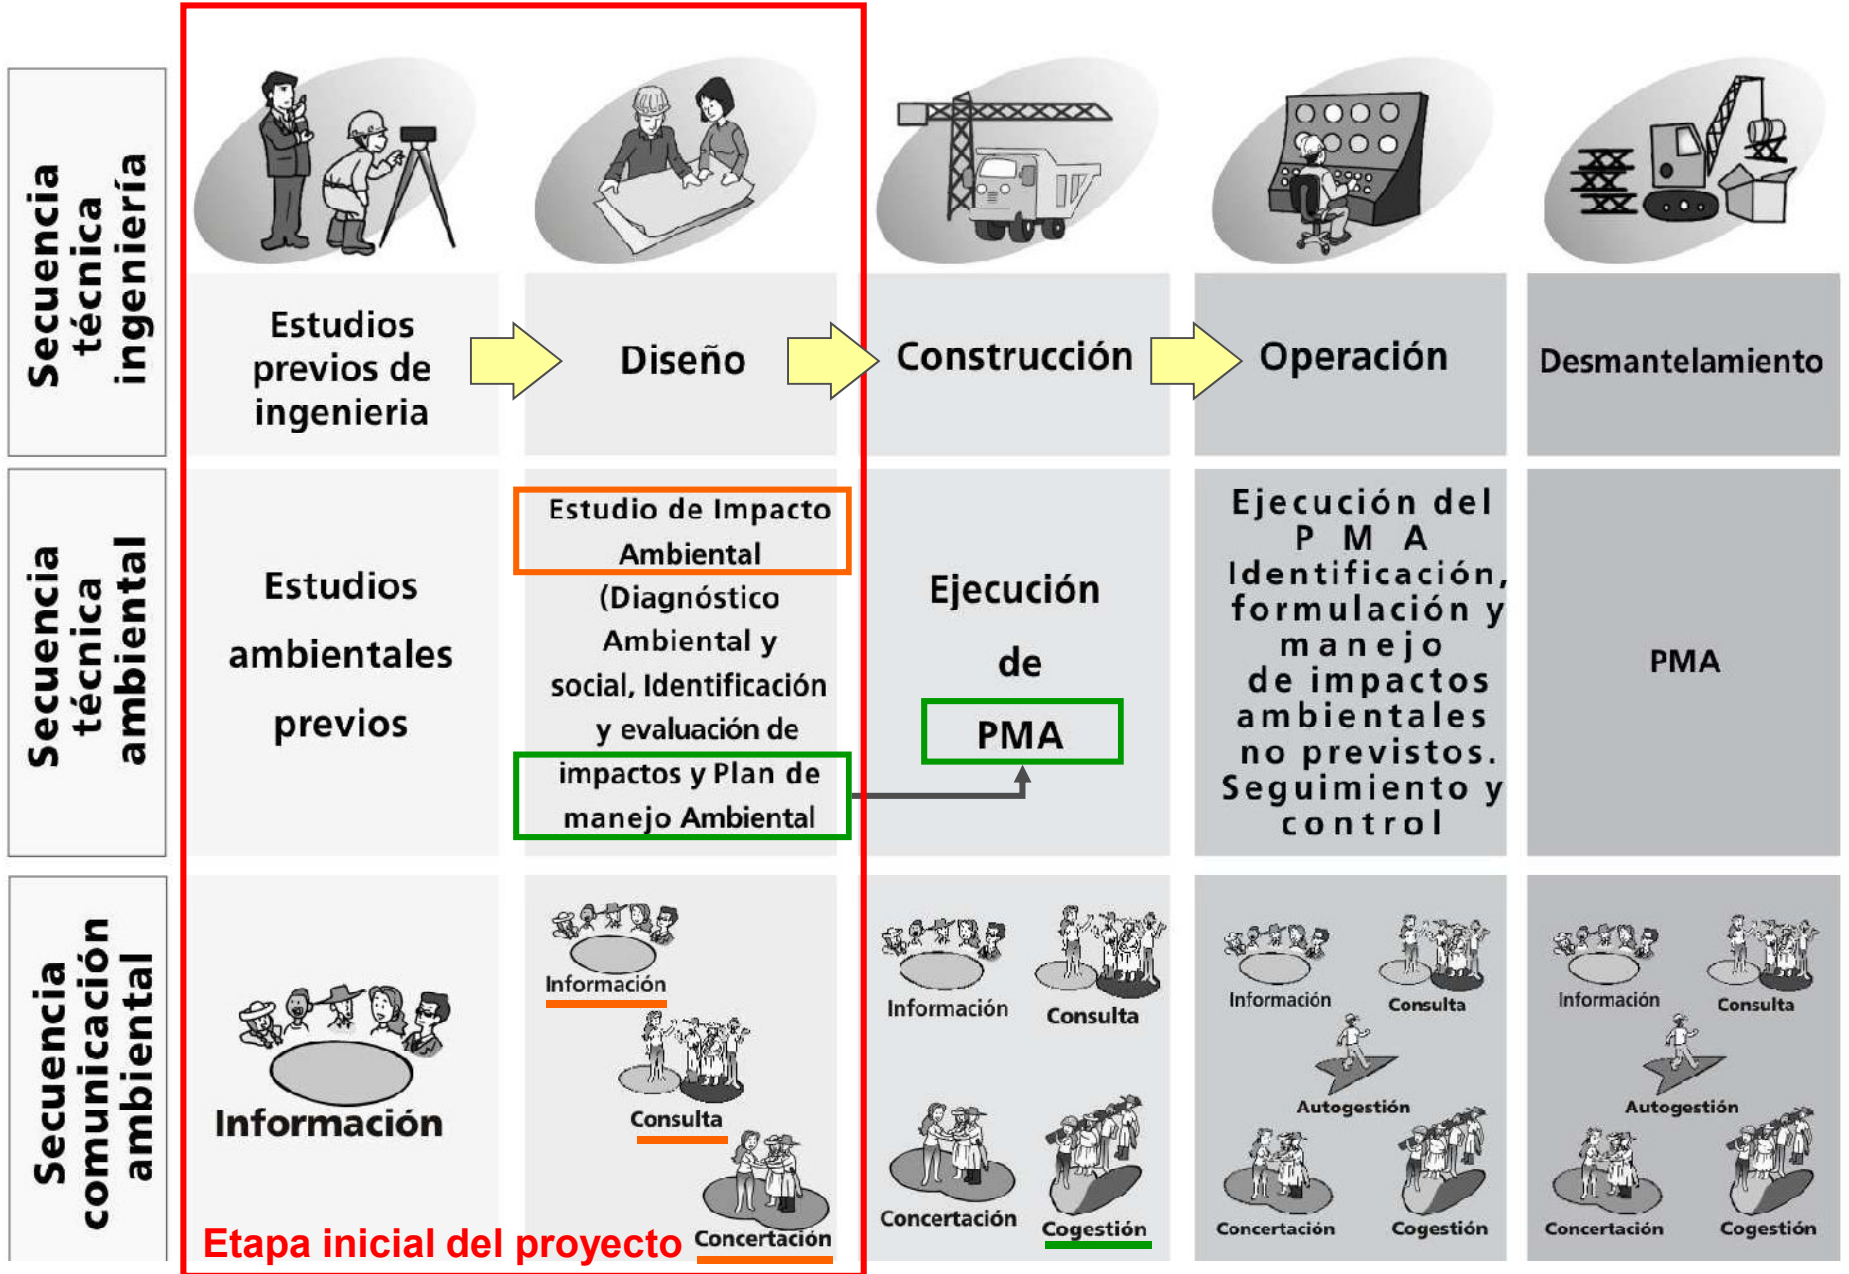 Secuencia
técnica
ingeniería
Estudios
previos de
ingenieria
Diseño
Construcción
Operación
Desmantelamiento
Secuencia
técnica
ambiental
Estudios
ambientales
previos
Estudio de Impacto
Ambiental
(Diagnóstico
Ambiental y
social, Identificación
y evaluación de
impactos y Plan de
manejo Ambiental
Ejecución
de
PMA
Ejecución del
P M A
Identificación,
formulación y
manejo
de impactos
ambientales
no previstos.
Seguimiento y
control
PMA
Secuencia
comunicación
ambiental
Información
Información
Consulta
Concertación
Información
Consulta
Concertación
Cogestión
Información
Consulta
Autogestión
Concertación
Cogestión
Información
Consulta
Autogestión
Concertación
Cogestión
Etapa inicial del proyecto